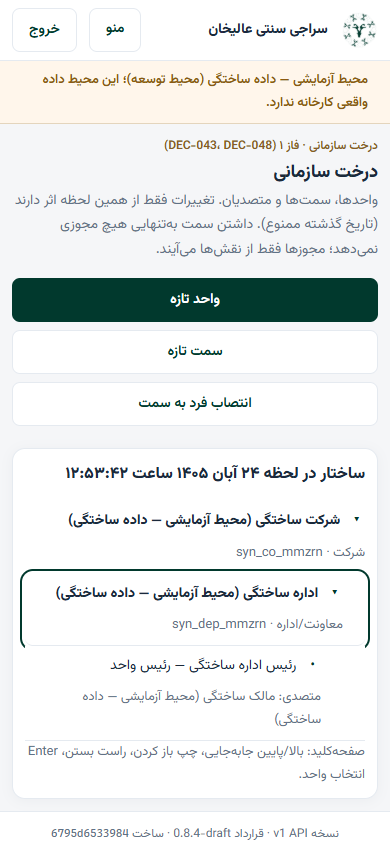 سراجی سنتی عالیخان
منو
خروج
محیط آزمایشی — داده ساختگی (محیط توسعه)؛ این محیط داده
واقعی کارخانه ندارد.
درخت سازمانی · فاز ۱ (DEC-043، DEC-048)
درخت سازمانی
واحدها، سمت‌ها و متصدیان. تغییرات فقط از همین لحظه اثر دارند
(تاریخ گذشته ممنوع). داشتن سمت به‌تنهایی هیچ مجوزی
نمی‌دهد؛ مجوزها فقط از نقش‌ها می‌آیند.
واحد تازه
سمت تازه
انتصاب فرد به سمت
ساختار در لحظه ۲۴ آبان ۱۴۰۵ ساعت ۱۲:۵۳:۴۲
▾ شرکت ساختگی (محیط آزمایشی — داده ساختگی)
شرکت · syn_co_mmzrn
▾ اداره ساختگی (محیط آزمایشی — داده ساختگی)
معاونت/اداره · syn_dep_mmzrn
• رئیس اداره ساختگی — رئیس واحد
متصدی: مالک ساختگی (محیط آزمایشی — داده
ساختگی)
صفحه‌کلید: بالا/پایین جابه‌جایی، چپ باز کردن، راست بستن، Enter
انتخاب واحد.
نسخه API v1 · قرارداد 0.8.4-draft · ساخت 6795d6533984